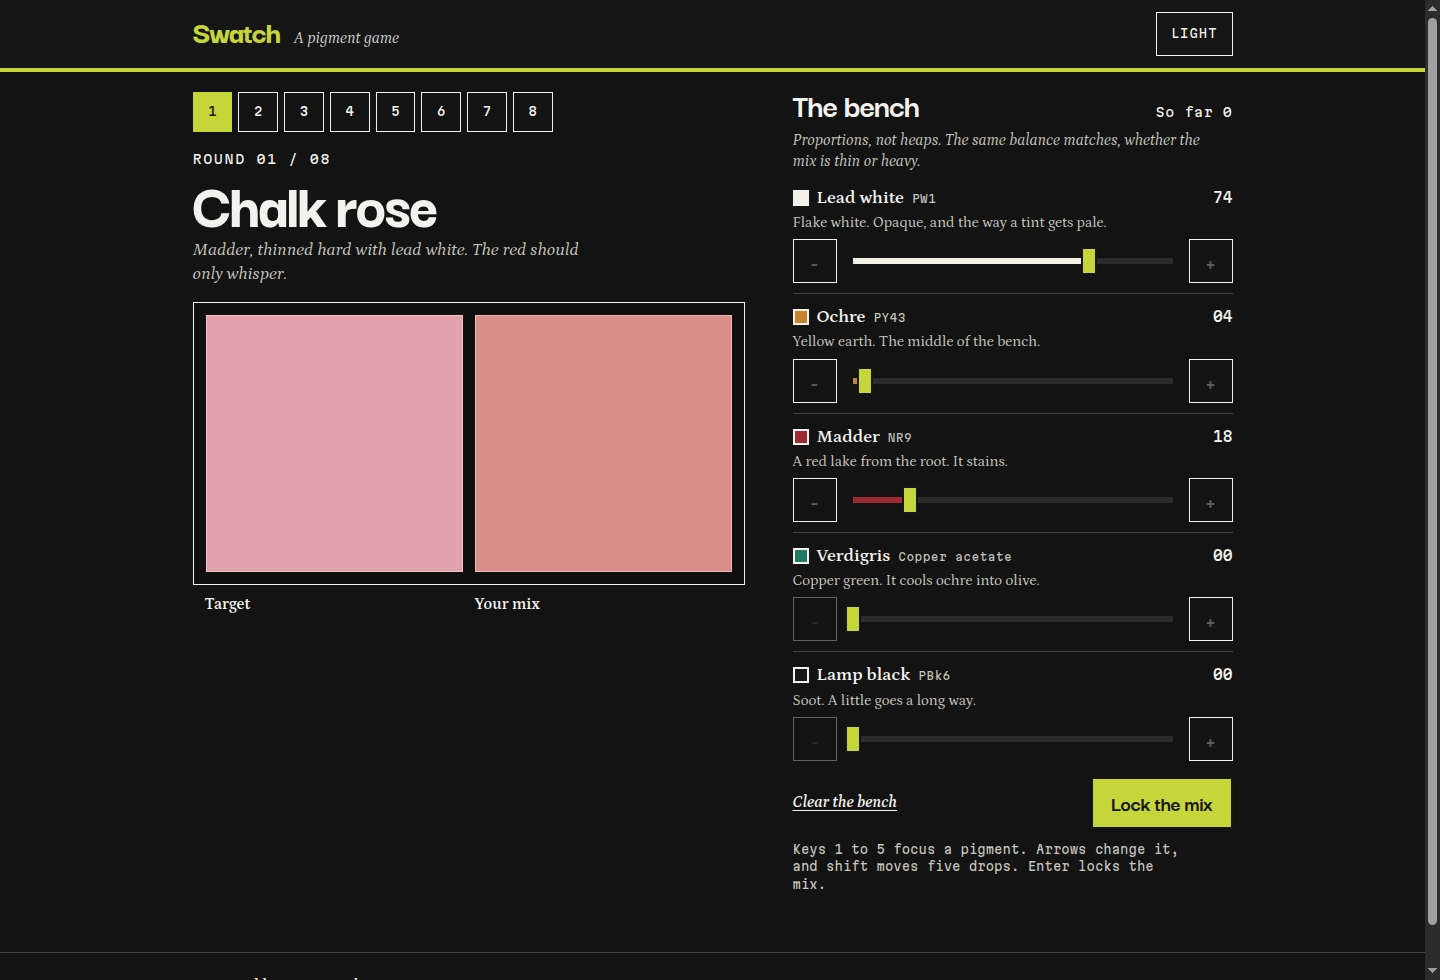 Swatch A pigment game
LIGHT
1 2 3 4 5 6 7 8
ROUND 01 / 08
Chalk rose
Madder, thinned hard with lead white. The red should
only whisper.
Target
Your mix
The bench
So far 0
Proportions, not heaps. The same balance matches, whether the
mix is thin or heavy.
Lead white PW1 74
Flake white. Opaque, and the way a tint gets pale.
- +
Ochre PY43 04
Yellow earth. The middle of the bench.
- +
Madder NR9 18
A red lake from the root. It stains.
- +
Verdigris Copper acetate 00
Copper green. It cools ochre into olive.
- +
Lamp black PBk6 00
Soot. A little goes a long way.
- +
Clear the bench
Lock the mix
Keys 1 to 5 focus a pigment. Arrows change it,
and shift moves five drops. Enter locks the
mix.